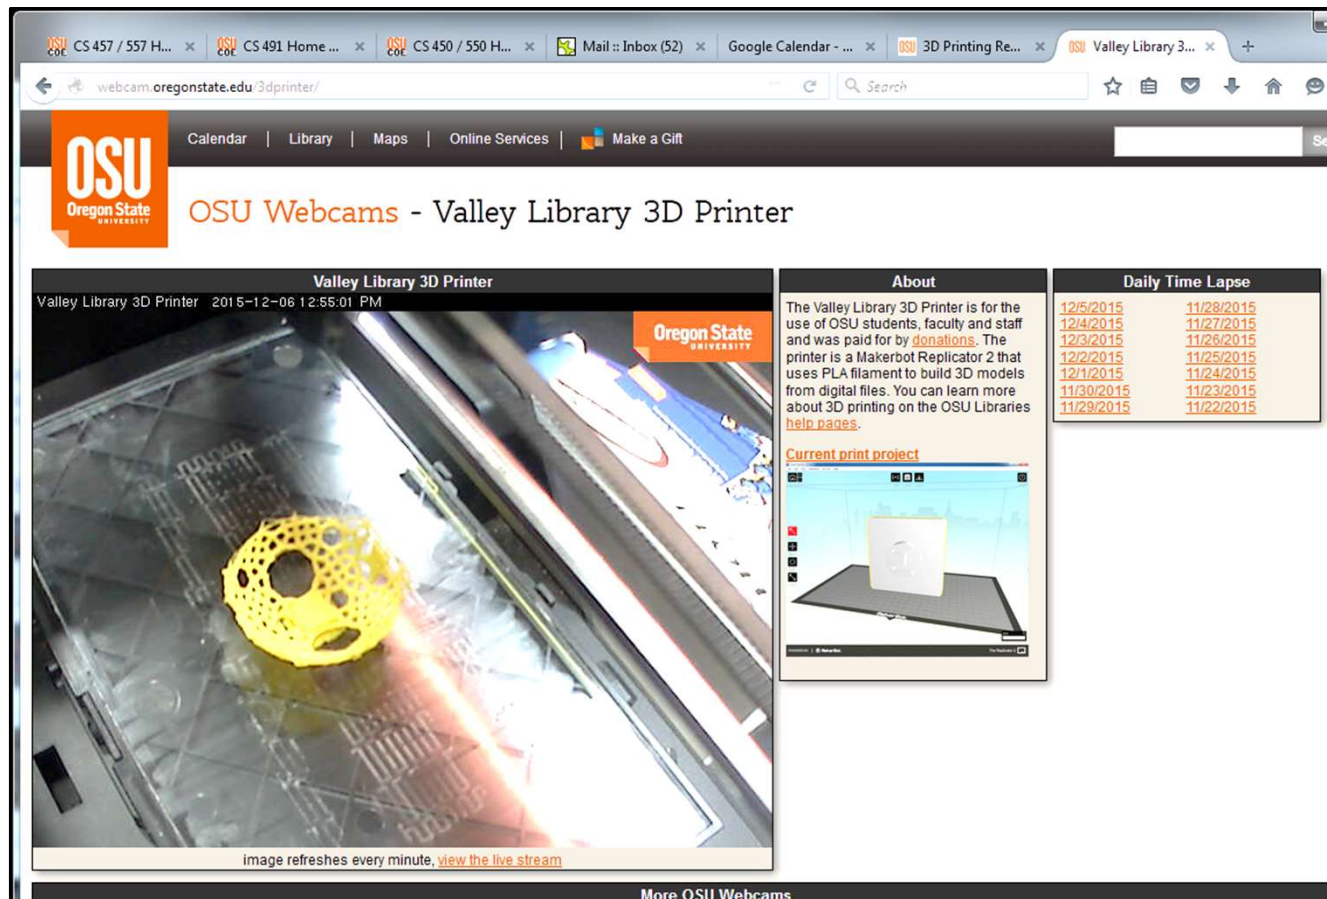 CS 457 / 557 H...
CS 491 Home ...
CS 450 / 550 H...
Mail :: Inbox (52)
Google Calendar - ...
3D Printing Re...
Valley Library 3...
webcam.oregonstate.edu/3dprinter/
Search
OSU
Oregon State
UNIVERSITY
Calendar | Library | Maps | Online Services | Make a Gift
OSU Webcams - Valley Library 3D Printer
Valley Library 3D Printer
Valley Library 3D Printer 2015-12-06 12:55:01 PM
Oregon State
UNIVERSITY
image refreshes every minute, view the live stream
About
The Valley Library 3D Printer is for the
use of OSU students, faculty and staff
and was paid for by donations. The
printer is a Makerbot Replicator 2 that
uses PLA filament to build 3D models
from digital files. You can learn more
about 3D printing on the OSU Libraries
help pages.
Current print project
Daily Time Lapse
12/5/2015 11/28/2015
12/4/2015 11/27/2015
12/3/2015 11/26/2015
12/2/2015 11/25/2015
12/1/2015 11/24/2015
11/30/2015 11/23/2015
11/29/2015 11/22/2015
More OSU Webcams